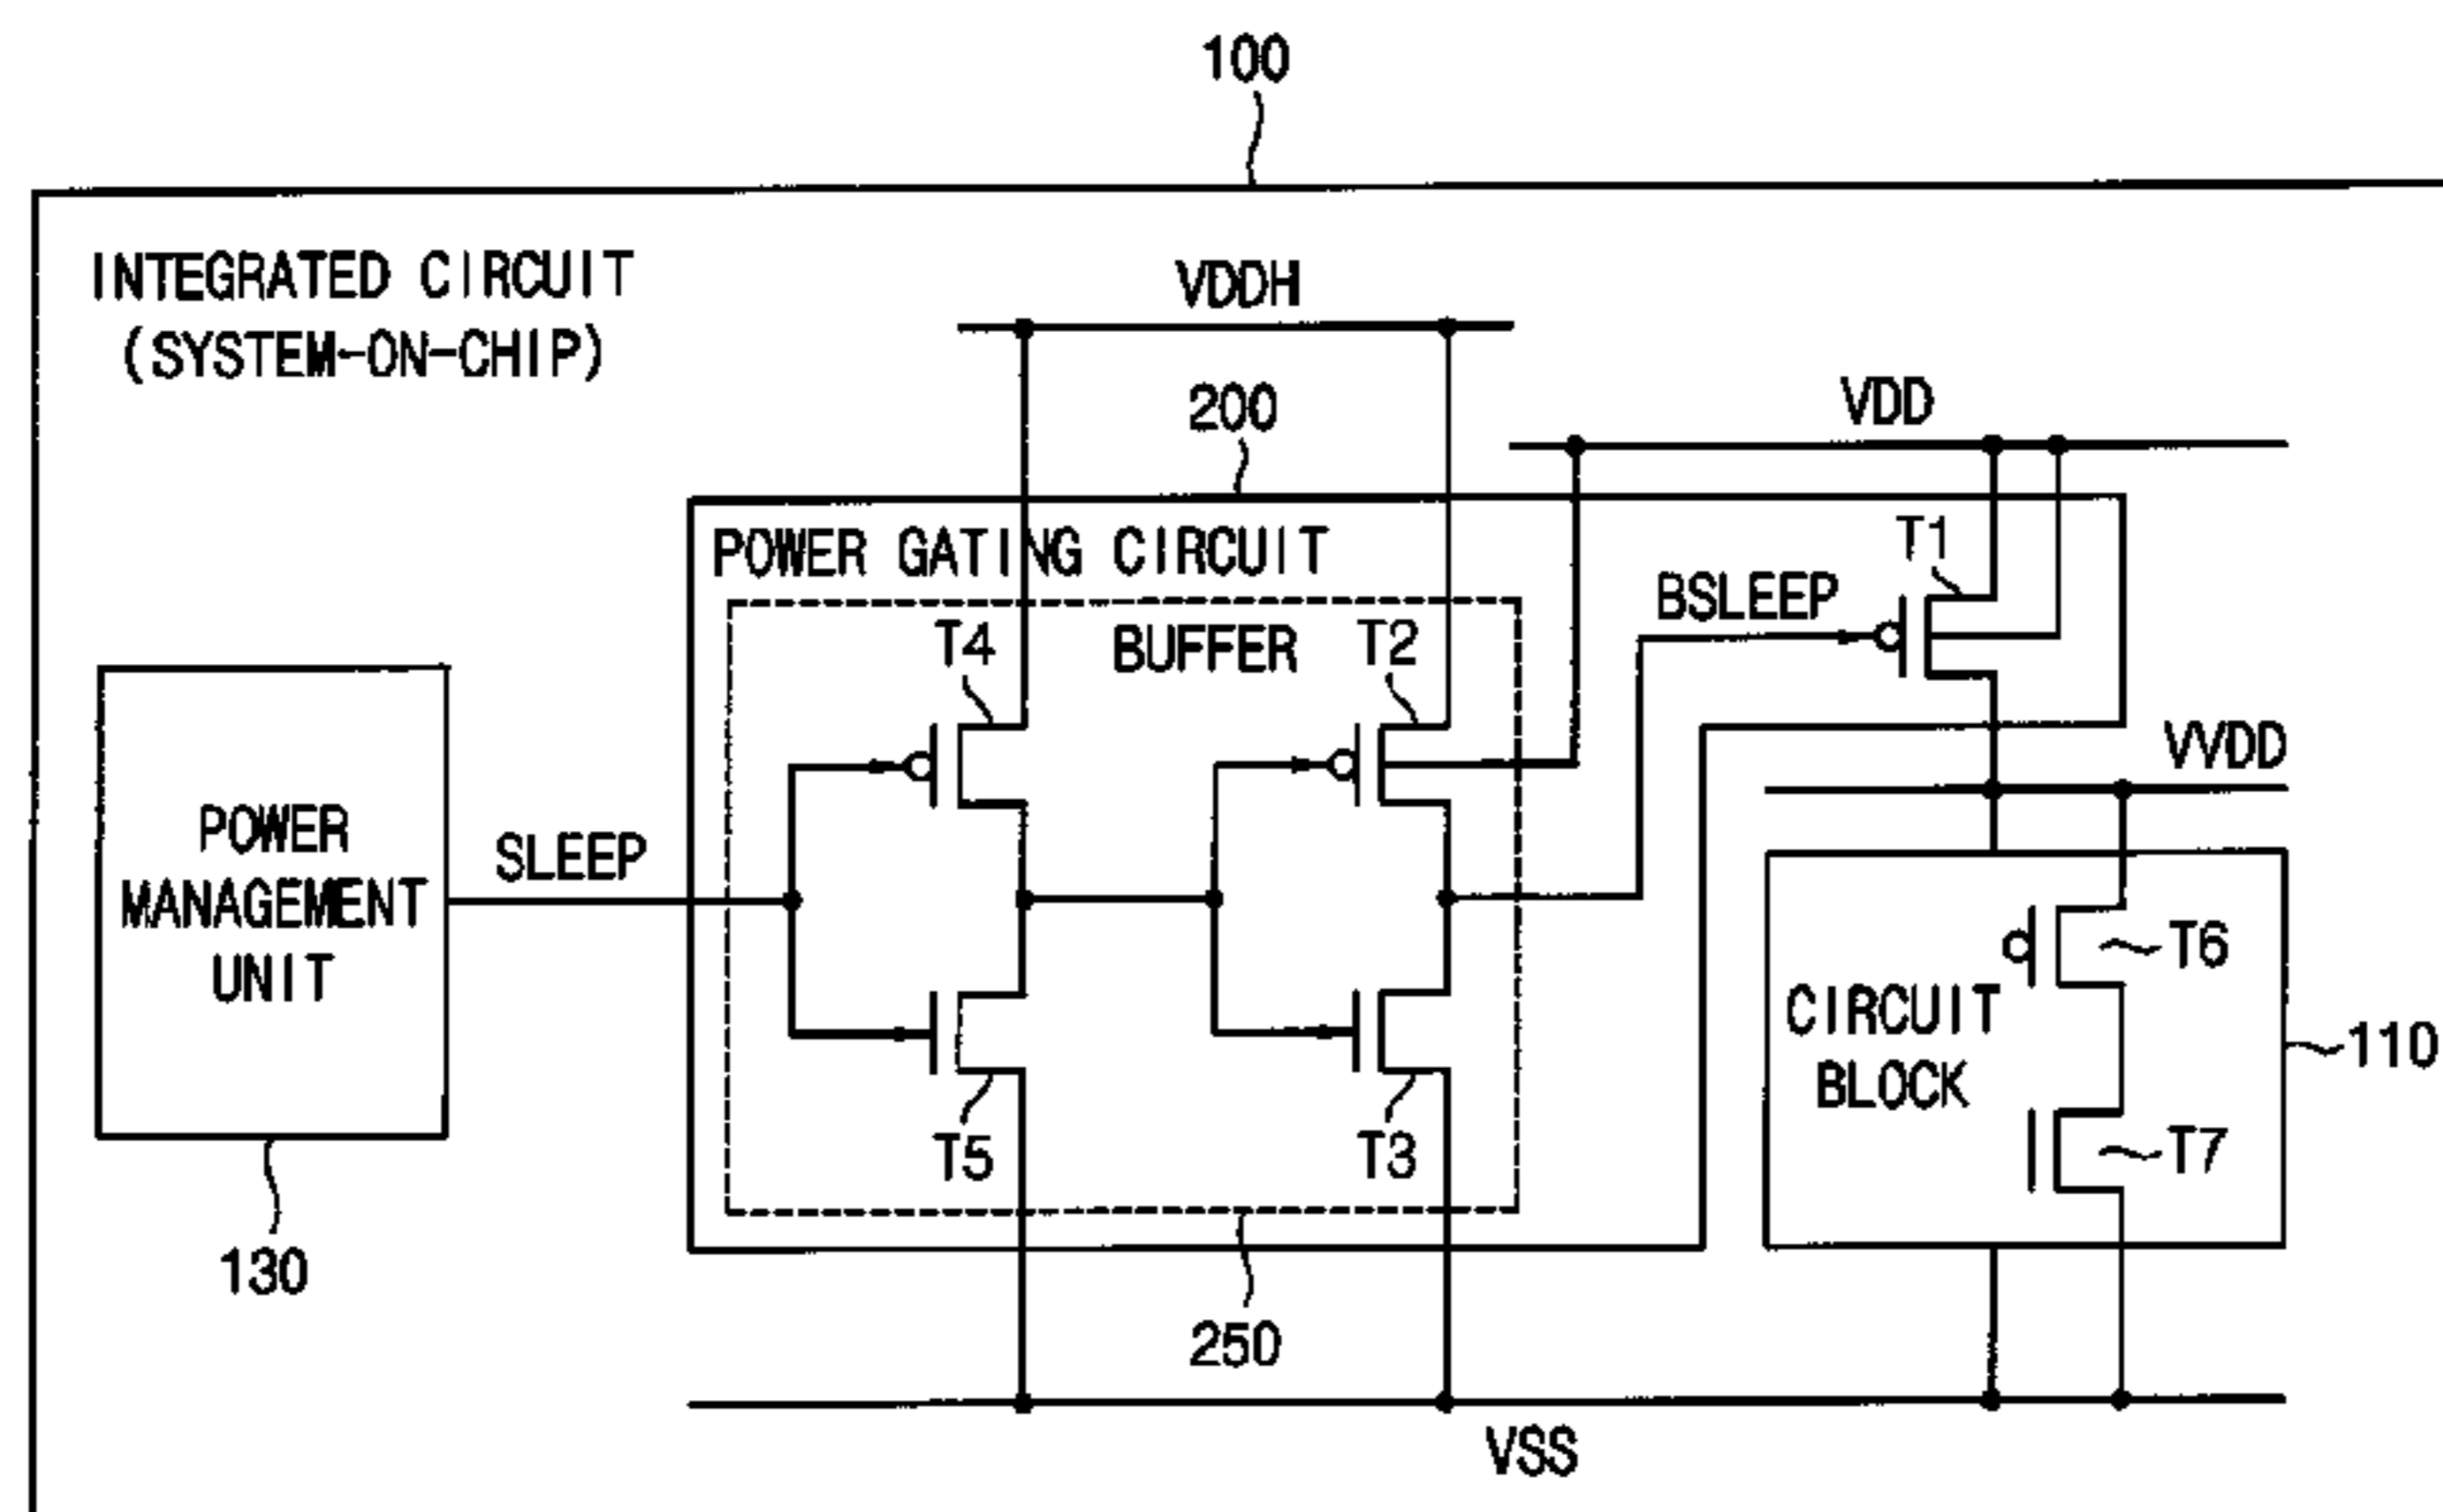 100
INTEGRATED CIRCUIT
(SYSTEM-ON-CHIP)
VDDH
200
VDD
POWER GATING CIRCUIT
T1
BSLEEP
T4
BUFFER
T2
VVDD
POWER
MANAGEMENT
UNIT
SLEEP
T6
CIRCUIT
BLOCK
110
T5
T3
T7
130
250
VSS